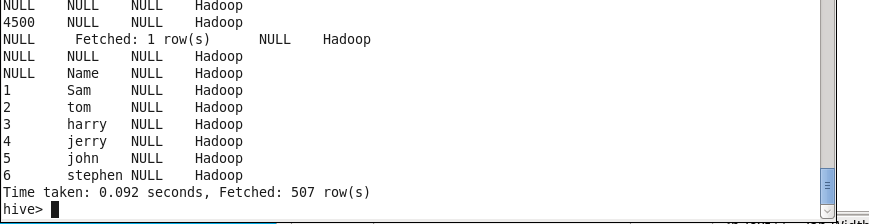 NULL NULL NULL Hadoop
4500 NULL NULL Hadoop
NULL Fetched: 1 row(s) NULL Hadoop
NULL NULL NULL Hadoop
NULL Name NULL Hadoop
1 Sam NULL Hadoop
2 tom NULL Hadoop
3 harry NULL Hadoop
4 jerry NULL Hadoop
5 john NULL Hadoop
6 stephen NULL Hadoop
Time taken: 0.092 seconds, Fetched: 507 row(s)
hive>